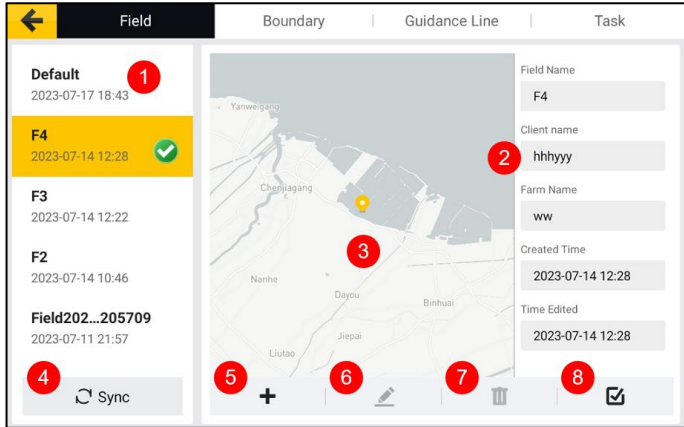 Field
Boundary
Guidance Line
Task
Default
2023-07-17 18:43
1
F4
2023-07-14 12:28
F3
2023-07-14 12:22
F2
2023-07-14 10:46
Field202...205709
2023-07-11 21:57
4
Sync
Yanweigang
Chenjiagang
3
Nanhe
Dayou
Binhuai
Jiepai
Liutao
Field Name
F4
Client name
2
hhhyyy
Farm Name
ww
Created Time
2023-07-14 12:28
Time Edited
2023-07-14 12:28
5
6
7
8